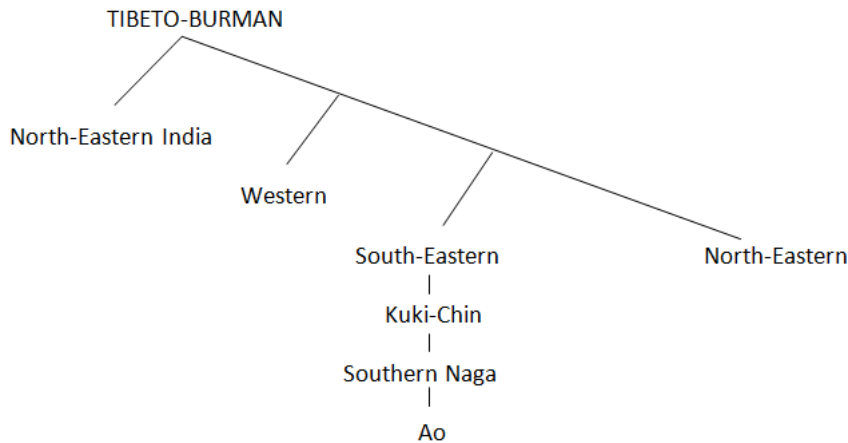 TIBETO-BURMAN
North-Eastern India
Western
South-Eastern
North-Eastern
Kuki-Chin
Southern Naga
Ao